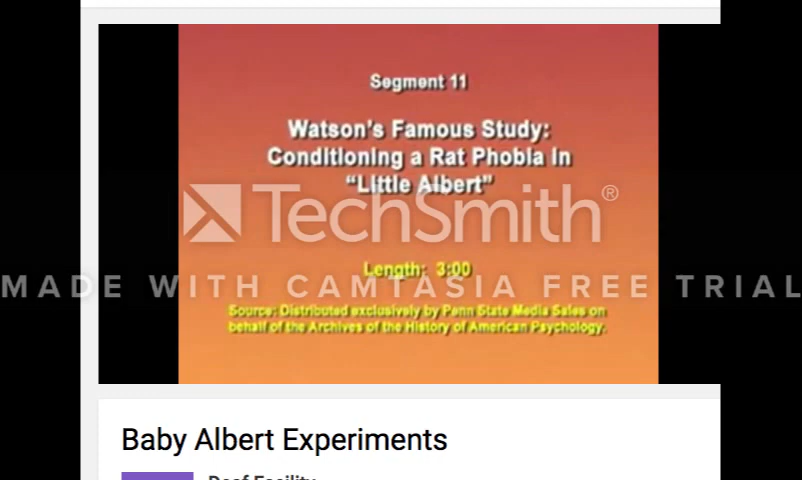 Segment 11
Watson's Famous Study:
Conditioning a Rat Phobia in
"Little Albert"
TechSmith®
Length: 3:00
MADE WITH CAMTASIA FREE TRIAL
Source: Distributed exclusively by Penn State Media Sales on
behalf of the Archives of the History of American Psychology.
Baby Albert Experiments
Deaf Facility